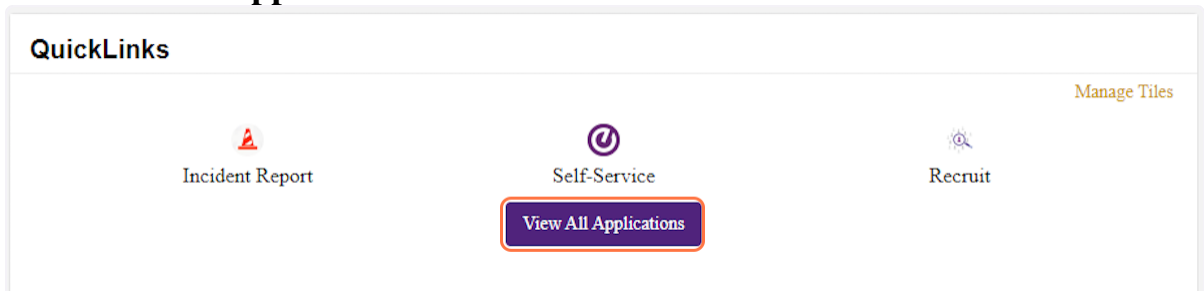 QuickLinks
Manage Tiles
Incident Report
Self-Service
Recruit
View All Applications